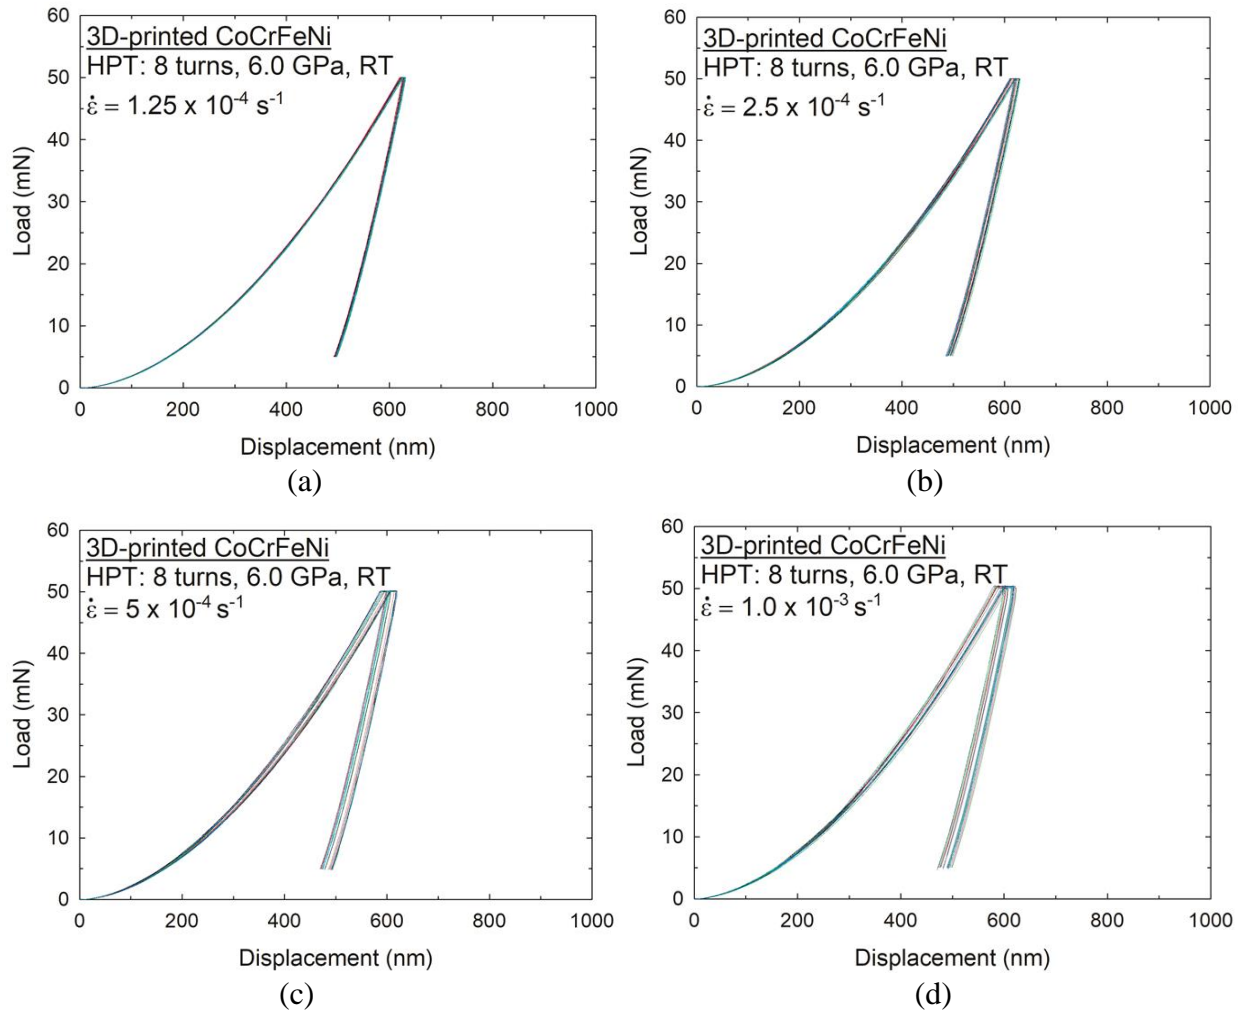 60
50
40
30
20
10
0
Load (mN)
3D-printed CoCrFeNi
HPT: 8 turns, 6.0 GPa, RT
ε̇ = 1.25 x 10⁻⁴ s⁻¹
0 200 400 600 800 1000
Displacement (nm)
(a)
60
50
40
30
20
10
0
Load (mN)
3D-printed CoCrFeNi
HPT: 8 turns, 6.0 GPa, RT
ε̇ = 2.5 x 10⁻⁴ s⁻¹
0 200 400 600 800 1000
Displacement (nm)
(b)
60
50
40
30
20
10
0
Load (mN)
3D-printed CoCrFeNi
HPT: 8 turns, 6.0 GPa, RT
ε̇ = 5 x 10⁻⁴ s⁻¹
0 200 400 600 800 1000
Displacement (nm)
(c)
60
50
40
30
20
10
0
Load (mN)
3D-printed CoCrFeNi
HPT: 8 turns, 6.0 GPa, RT
ε̇ = 1.0 x 10⁻³ s⁻¹
0 200 400 600 800 1000
Displacement (nm)
(d)